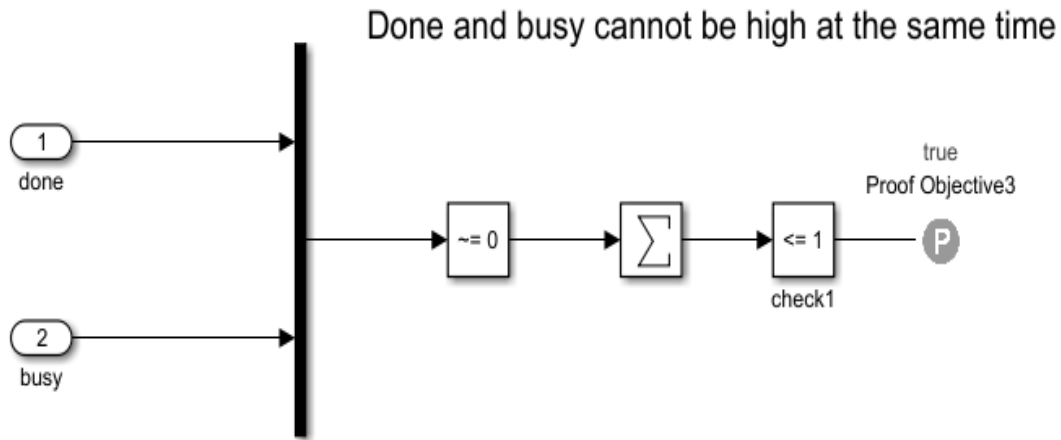 Done and busy cannot be high at the same time
1
done
2
busy
~= 0
∑
<= 1
check1
true
Proof Objective3
P